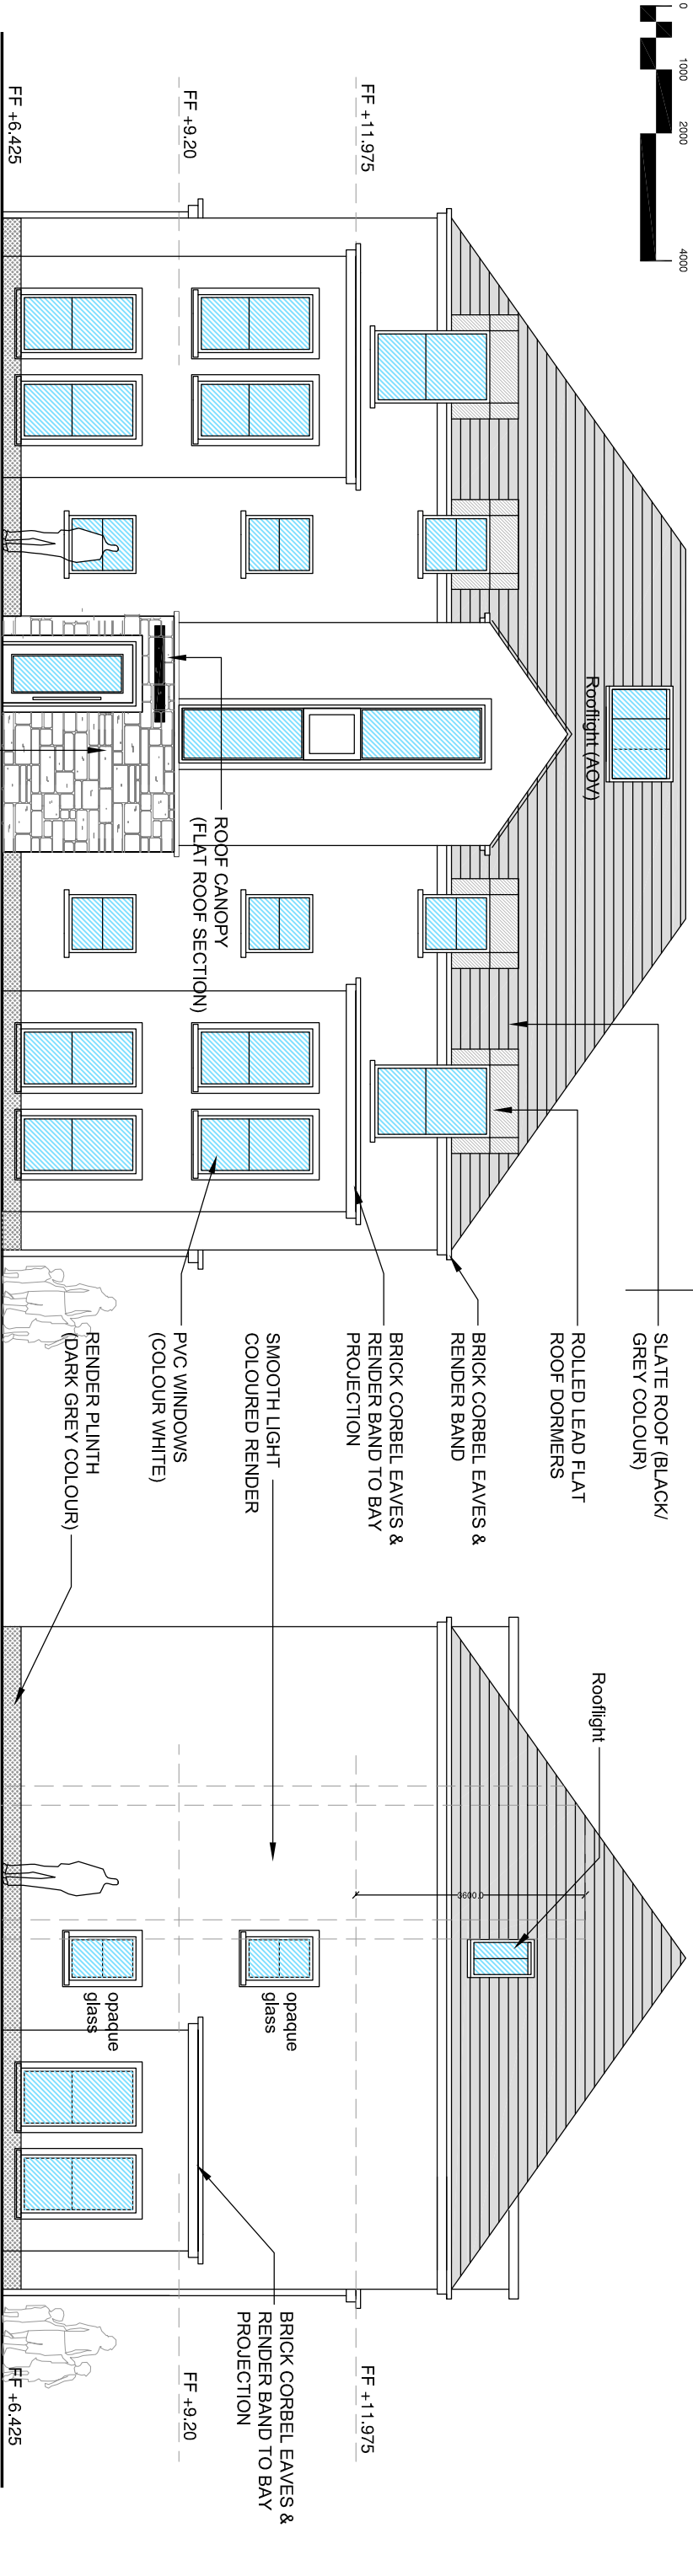 0
1000
2000
4000
FF +11.975
FF +9.20
FF +6.425
Rooflight (AOV)
ROOF CANOPY
(FLAT ROOF SECTION)
SLATE ROOF (BLACK/
GREY COLOUR)
ROLLED LEAD FLAT
ROOF DORMERS
BRICK CORBEL EAVES &
RENDER BAND
BRICK CORBEL EAVES &
RENDER BAND TO BAY
PROJECTION
SMOOTH LIGHT
COLOURED RENDER
PVC WINDOWS
(COLOUR WHITE)
RENDER PLINTH
(DARK GREY COLOUR)
Rooflight
3600.0
opaque
glass
opaque
glass
BRICK CORBEL EAVES &
RENDER BAND TO BAY
PROJECTION
FF +11.975
FF +9.20
FF +6.425